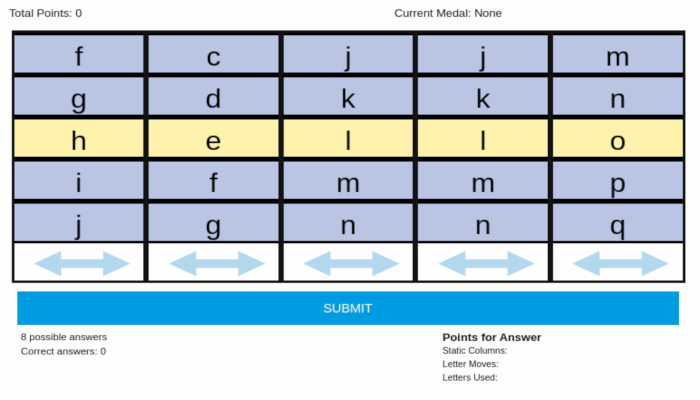 Total Points: 0 Current Medal: None
f c j j m
g d k k n
h e l l o
i f m m p
j g n n q
SUBMIT
8 possible answers
Correct answers: 0
Points for Answer
Static Columns:
Letter Moves:
Letters Used: